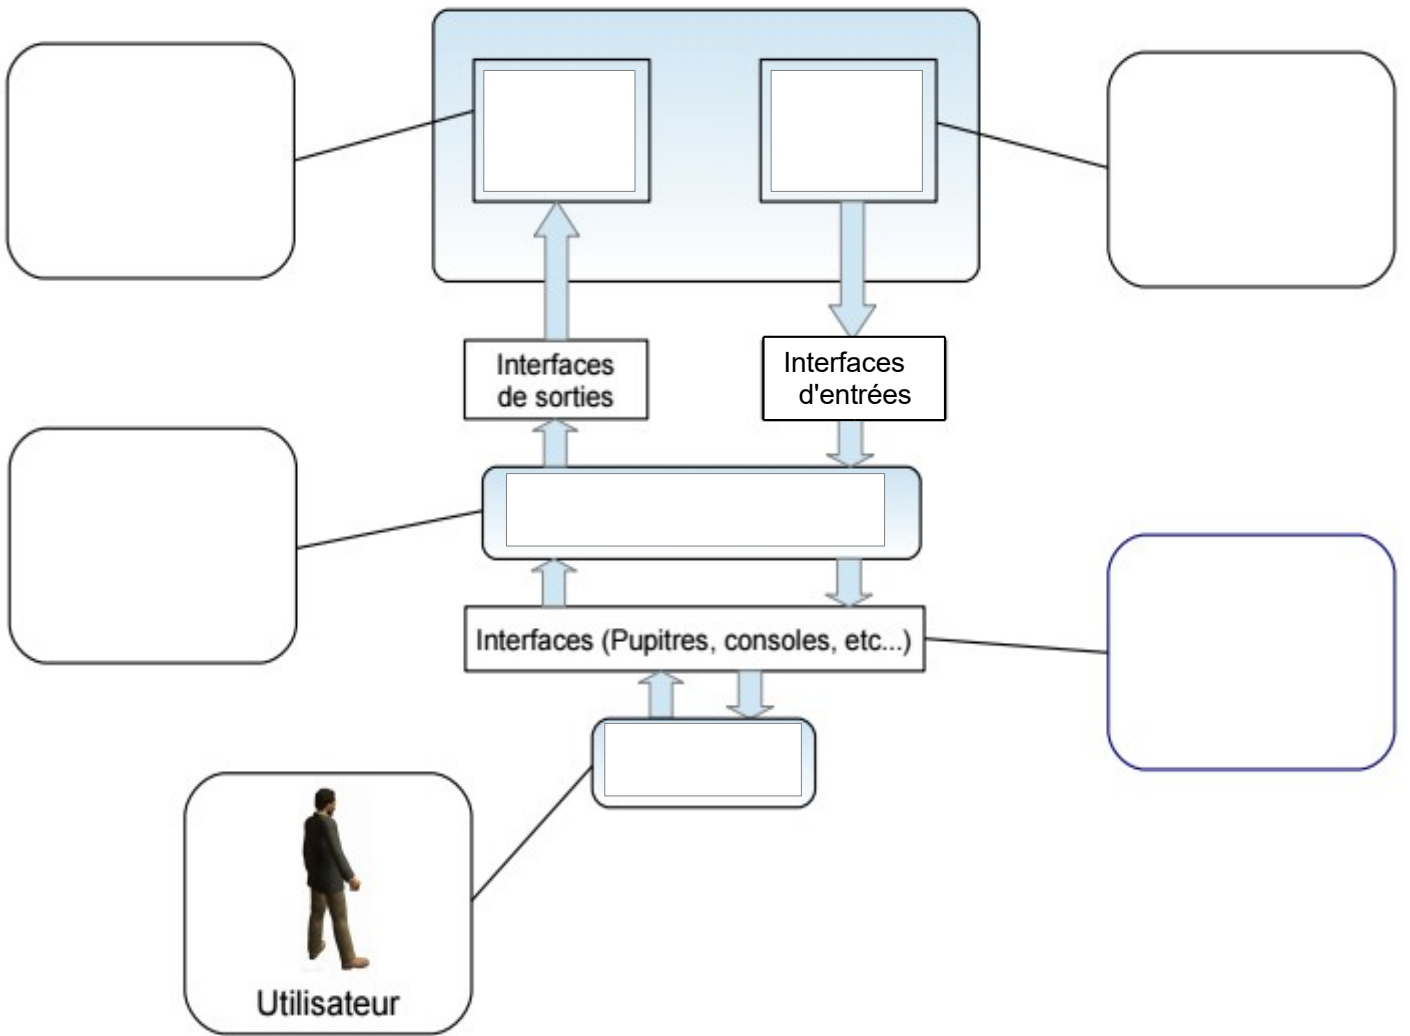 Interfaces
de sorties
Interfaces
d'entrées
Interfaces (Pupitres, consoles, etc...)
Utilisateur